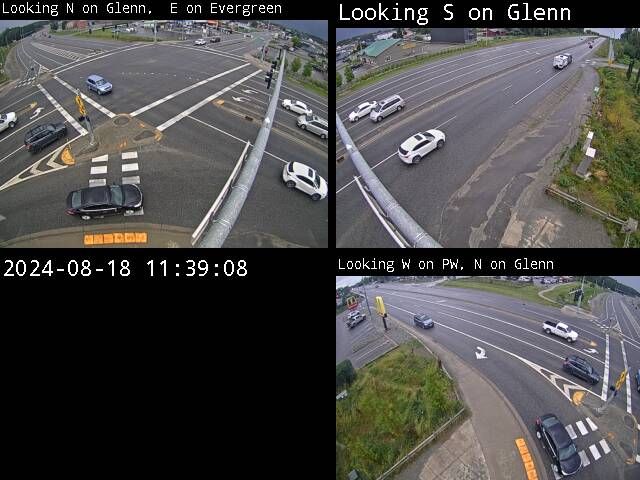 Looking N on Glenn, E on Evergreen
Looking S on Glenn
2024-08-18 11:39:08
Looking W on PW, N on Glenn